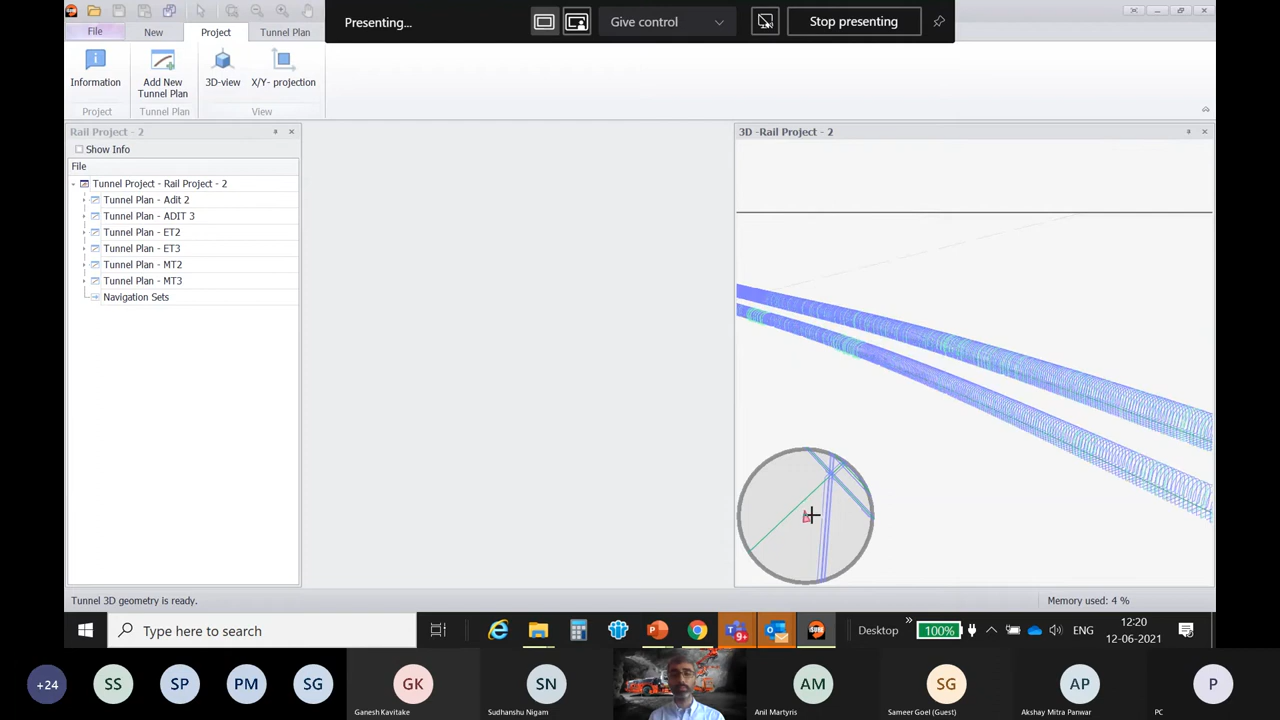 Presenting...
Give control
Stop presenting
File
New
Project
Tunnel Plan
Information
Add New
Tunnel Plan
3D-view
X/Y- projection
Project
Tunnel Plan
View
Rail Project - 2
Show Info
File
Tunnel Project - Rail Project - 2
Tunnel Plan - Adit 2
Tunnel Plan - ADIT 3
Tunnel Plan - ET2
Tunnel Plan - ET3
Tunnel Plan - MT2
Tunnel Plan - MT3
Navigation Sets
3D -Rail Project - 2
Tunnel 3D geometry is ready.
Memory used: 4 %
Type here to search
9+
Desktop
100%
ENG
12:20
12-06-2021
+24
SS
SP
PM
SG
GK
Ganesh Kavitake
SN
Sudhanshu Nigam
AM
Anil Martyris
SG
Sameer Goel (Guest)
AP
Akshay Mitra Panwar
P
PC